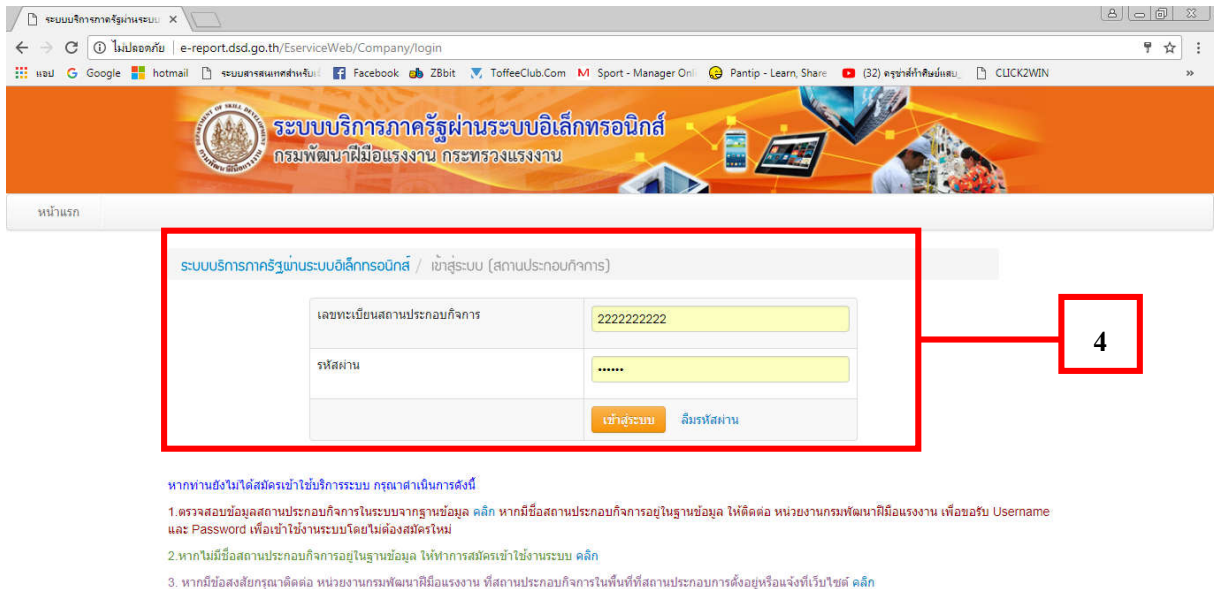 ระบบบริการภาครัฐผ่านระบบ
ไม่ปลอดภัย e-report.dsd.go.th/EserviceWeb/Company/login
แอป Google hotmail ระบบสารสนเทศสำหรับ Facebook ZBbit ToffeeClub.Com Sport - Manager Onli Pantip - Learn, Share (32) CLICK2WIN »
ระบบบริการภาครัฐผ่านระบบอิเล็กทรอนิกส์
กรมพัฒนาฝีมือแรงงาน กระทรวงแรงงาน
หน้าแรก
ระบบบริการภาครัฐผ่านระบบอิเล็กทรอนิกส์ / เข้าสู่ระบบ (สถานประกอบกิจการ)
เลขทะเบียนสถานประกอบกิจการ 2222222222
4
รหัสผ่าน ••••••
เข้าสู่ระบบ ลืมรหัสผ่าน
หากท่านยังไม่ได้สมัครเข้าใช้บริการระบบ กรุณาดำเนินการดังนี้
1.ตรวจสอบข้อมูลสถานประกอบกิจการในระบบจากฐานข้อมูล คลิก หากมีชื่อสถานประกอบกิจการอยู่ในฐานข้อมูล ให้ติดต่อ หน่วยงานกรมพัฒนาฝีมือแรงงาน เพื่อขอรับ Username
และ Password เพื่อเข้าใช้งานระบบโดยไม่ต้องสมัครใหม่
2.หากไม่มีชื่อสถานประกอบกิจการอยู่ในฐานข้อมูล ให้ทำการสมัครเข้าใช้งานระบบ คลิก
3. หากมีข้อสงสัยกรุณาติดต่อ หน่วยงานกรมพัฒนาฝีมือแรงงาน ที่สถานประกอบกิจการในพื้นที่ที่สถานประกอบการตั้งอยู่หรือแจ้งที่เว็บไซต์ คลิก